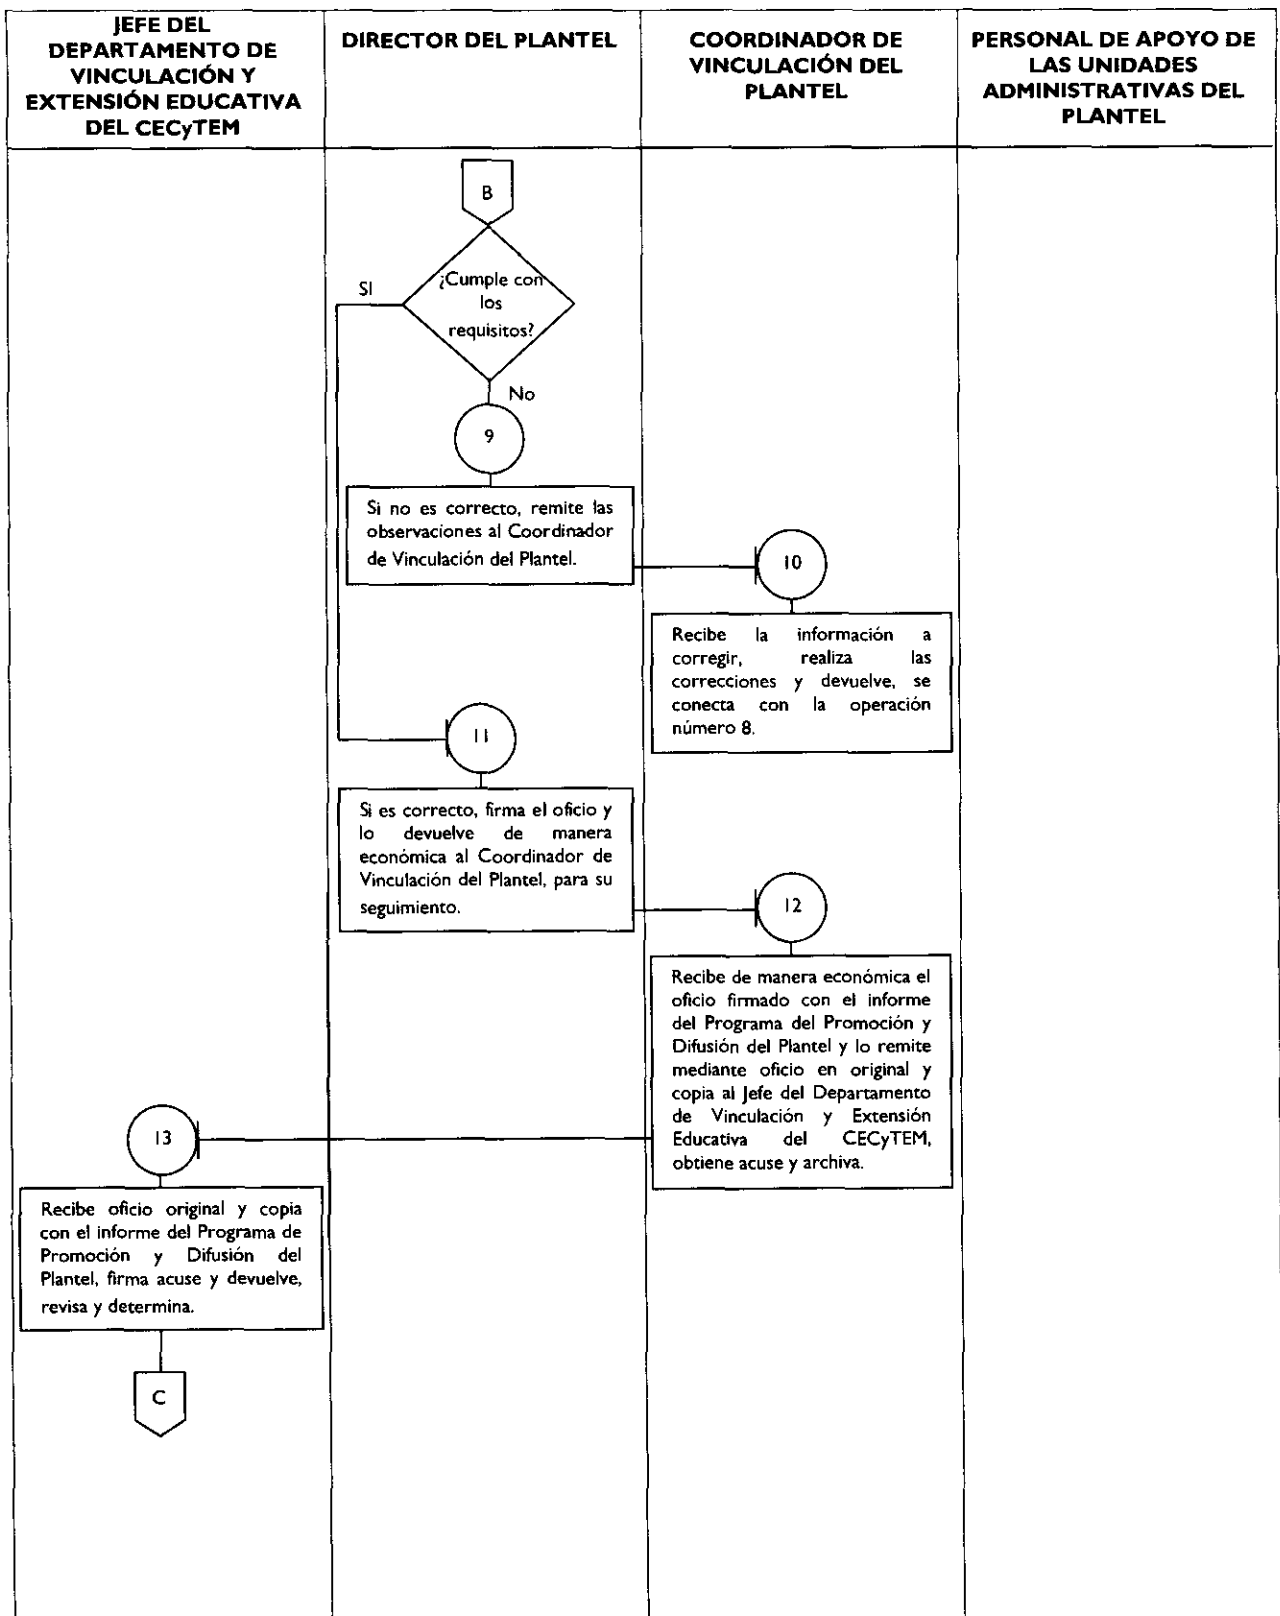 JEFE DEL
DEPARTAMENTO DE
VINCULACIÓN Y
EXTENSIÓN EDUCATIVA
DEL CECyTEM
DIRECTOR DEL PLANTEL
COORDINADOR DE
VINCULACIÓN DEL
PLANTEL
PERSONAL DE APOYO DE
LAS UNIDADES
ADMINISTRATIVAS DEL
PLANTEL
B
¿Cumple con
los
requisitos?
SI
No
9
Si no es correcto, remite las
observaciones al Coordinador
de Vinculación del Plantel.
10
Recibe la información a
corregir, realiza las
correcciones y devuelve, se
conecta con la operación
número 8.
11
Si es correcto, firma el oficio y
lo devuelve de manera
económica al Coordinador de
Vinculación del Plantel, para su
seguimiento.
12
Recibe de manera económica el
oficio firmado con el informe
del Programa del Promoción y
Difusión del Plantel y lo remite
mediante oficio en original y
copia al Jefe del Departamento
de Vinculación y Extensión
Educativa del CECyTEM,
obtiene acuse y archiva.
13
Recibe oficio original y copia
con el informe del Programa de
Promoción y Difusión del
Plantel, firma acuse y devuelve,
revisa y determina.
C